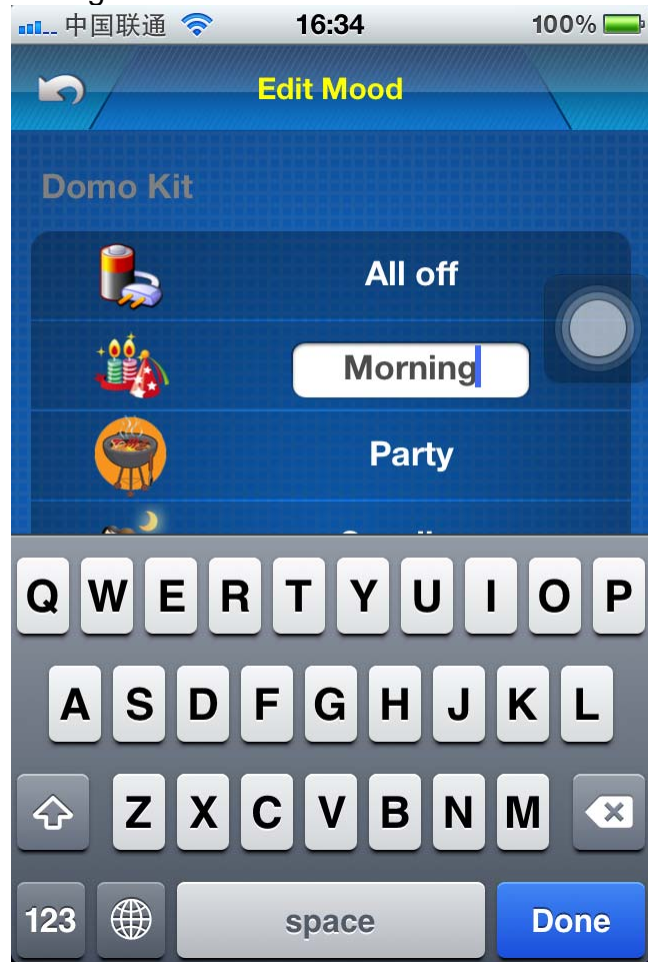 中国联通 16:34 100%
Edit Mood
Domo Kit
All off
Morning
Party
Q W E R T Y U I O P
A S D F G H J K L
Z X C V B N M
123 space Done